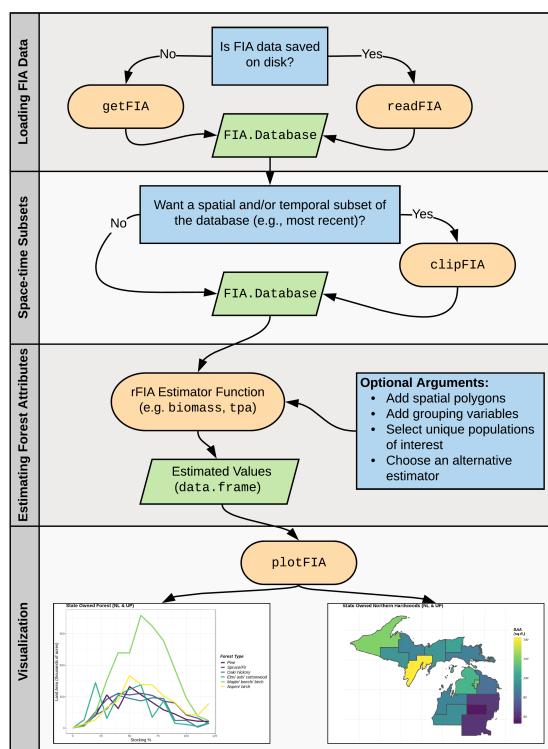 Loading FIA Data
Is FIA data saved
on disk?
No
Yes
getFIA
readFIA
FIA.Database
Space-time Subsets
Want a spatial and/or temporal subset of
the database (e.g., most recent)?
No
Yes
clipFIA
FIA.Database
Estimating Forest Attributes
rFIA Estimator Function
(e.g. biomass, tpa)
Optional Arguments:
• Add spatial polygons
• Add grouping variables
• Select unique populations
of interest
• Choose an alternative
estimator
Estimated Values
(data.frame)
Visualization
plotFIA
State Owned Forest (NL & UP)
Forest Type
Pine
Spruce/Fir
Oak/ hickory
Elm/ ash/ cottonwood
Maple/ beech/ birch
Aspen/ birch
Stocking %
State Owned Northern Hardwoods (NL & UP)
BAA
(sq.ft.)